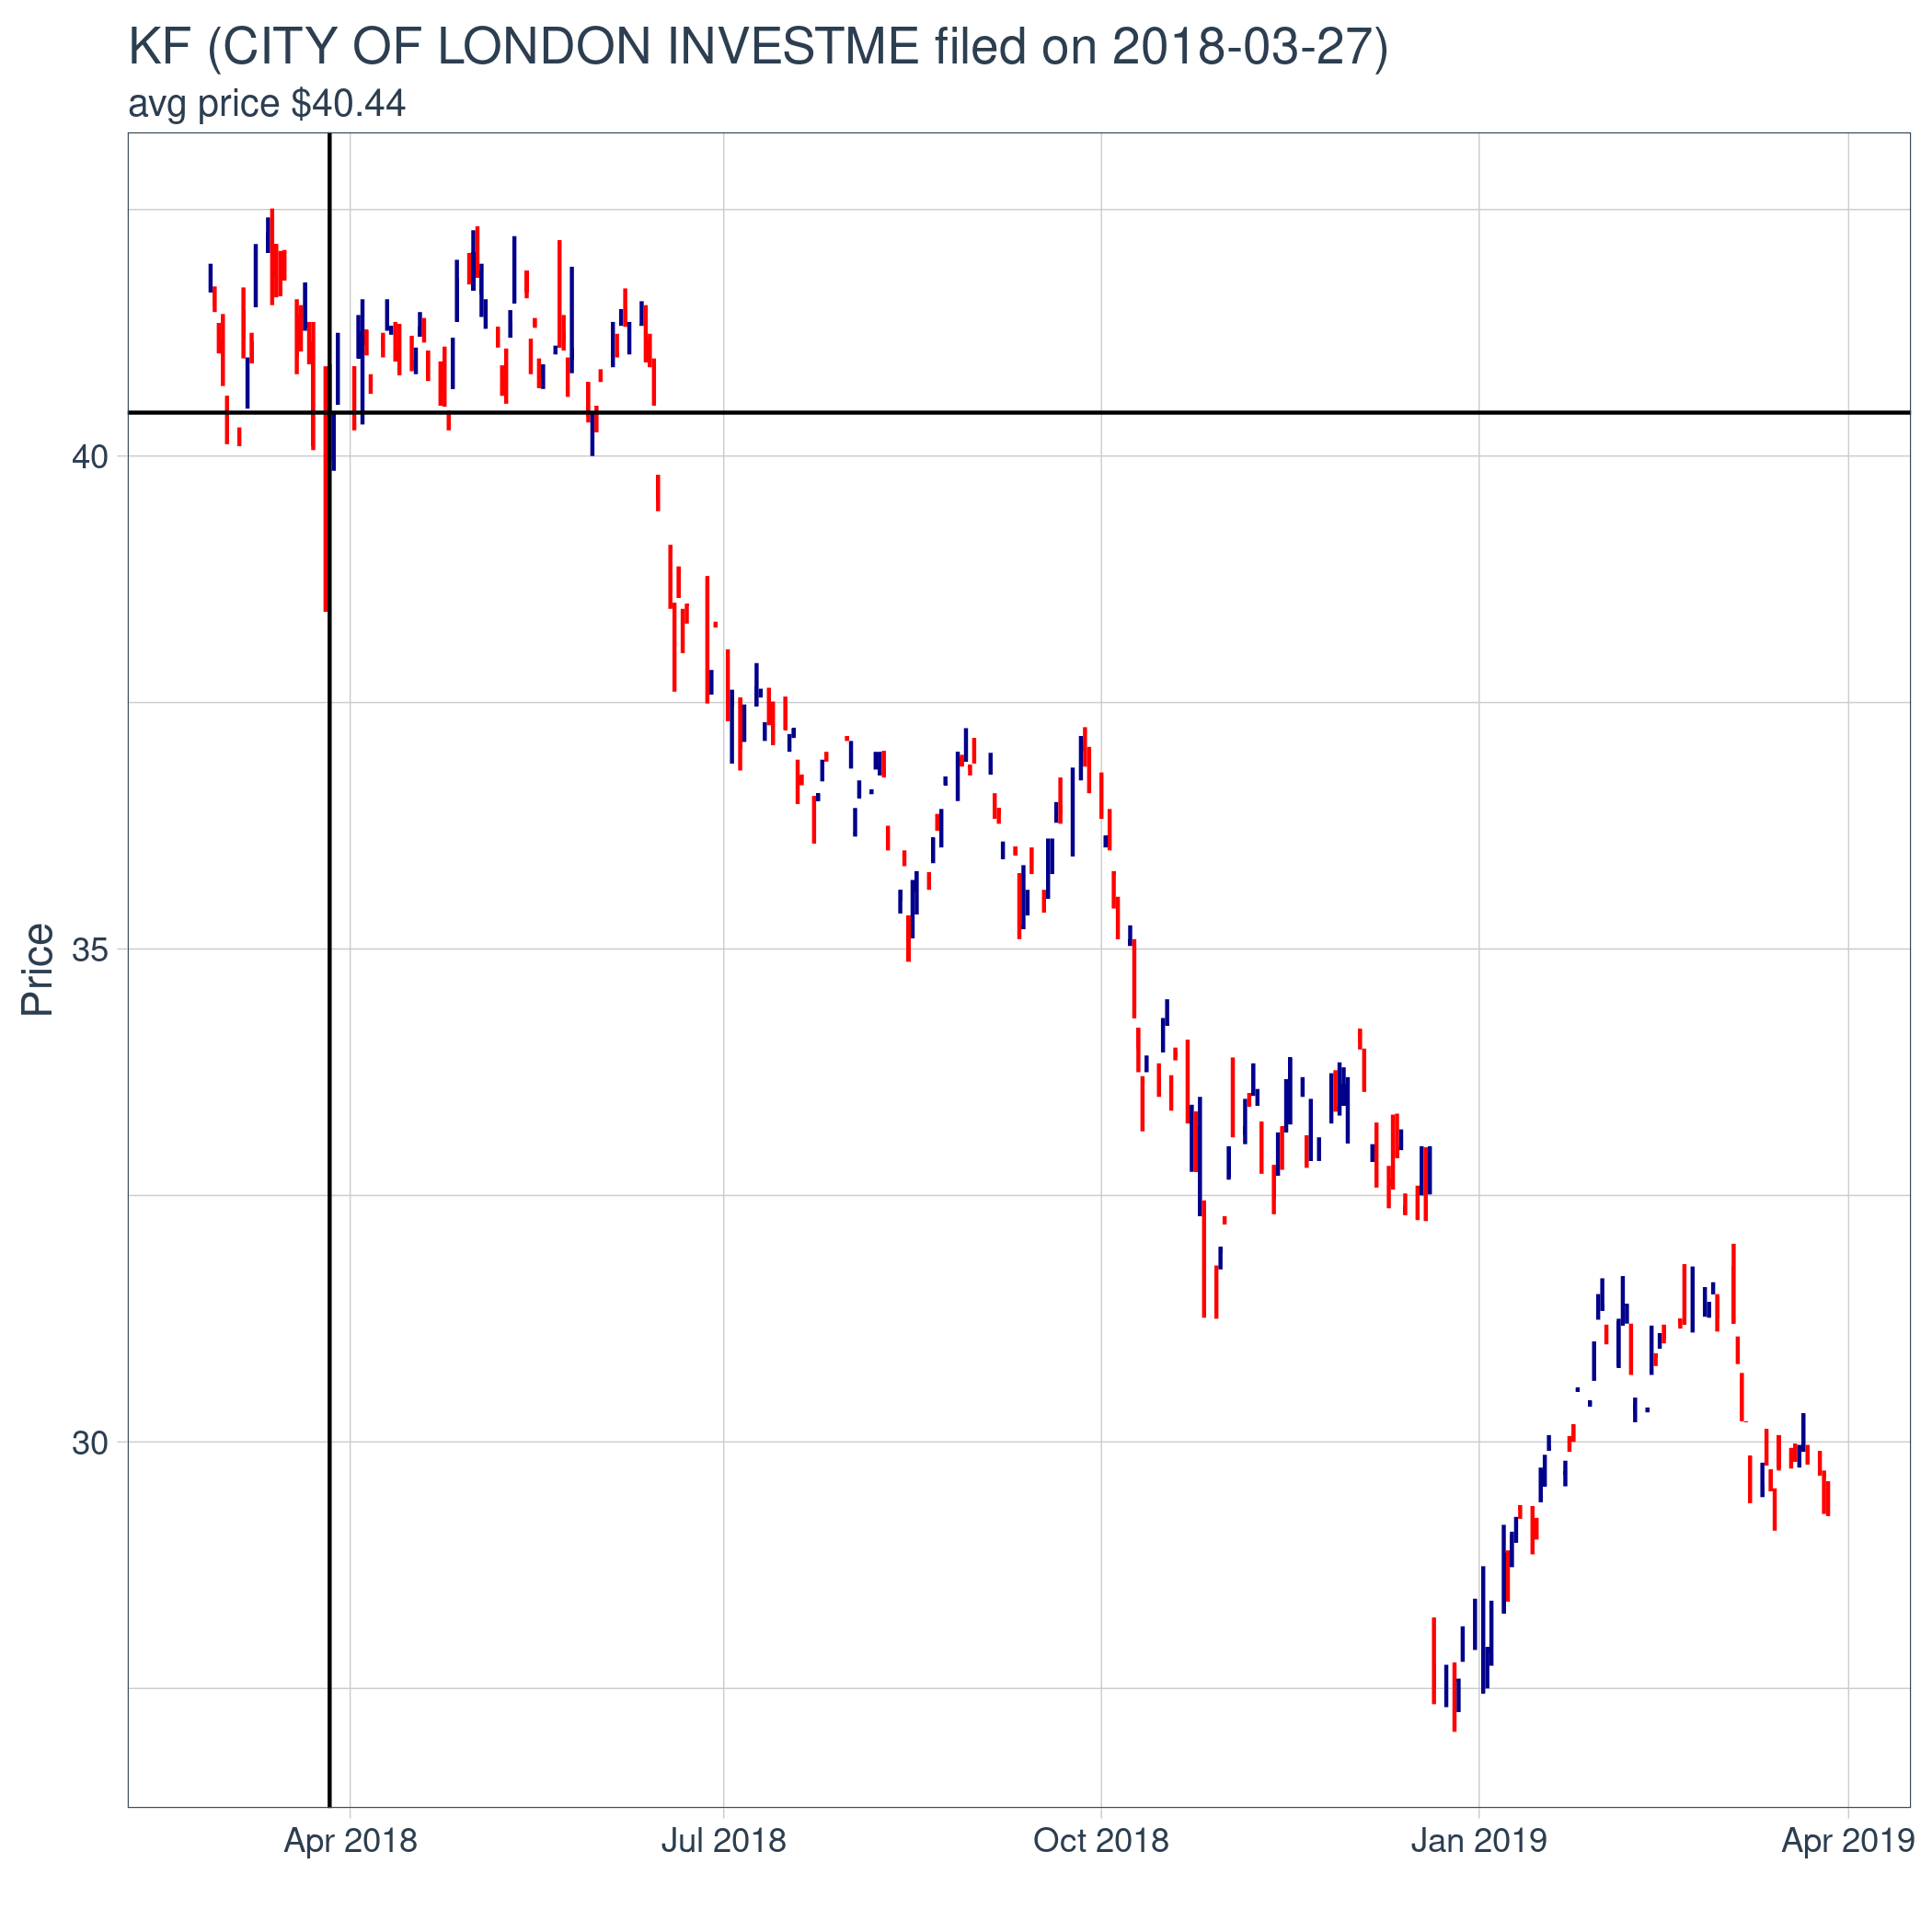 KF (CITY OF LONDON INVESTME filed on 2018-03-27)
avg price $40.44
Price
40
35
30
Apr 2018
Jul 2018
Oct 2018
Jan 2019
Apr 2019